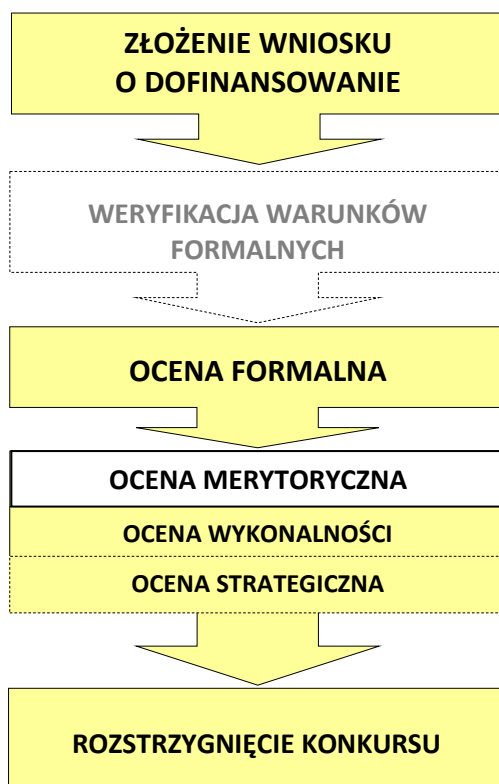 ZŁOŻENIE WNIOSKU
O DOFINANSOWANIE
WERYFIKACJA WARUNKÓW
FORMALNYCH
OCENA FORMALNA
OCENA MERYTORYCZNA
OCENA WYKONALNOŚCI
OCENA STRATEGICZNA
ROZSTRZYGNIĘCIE KONKURSU